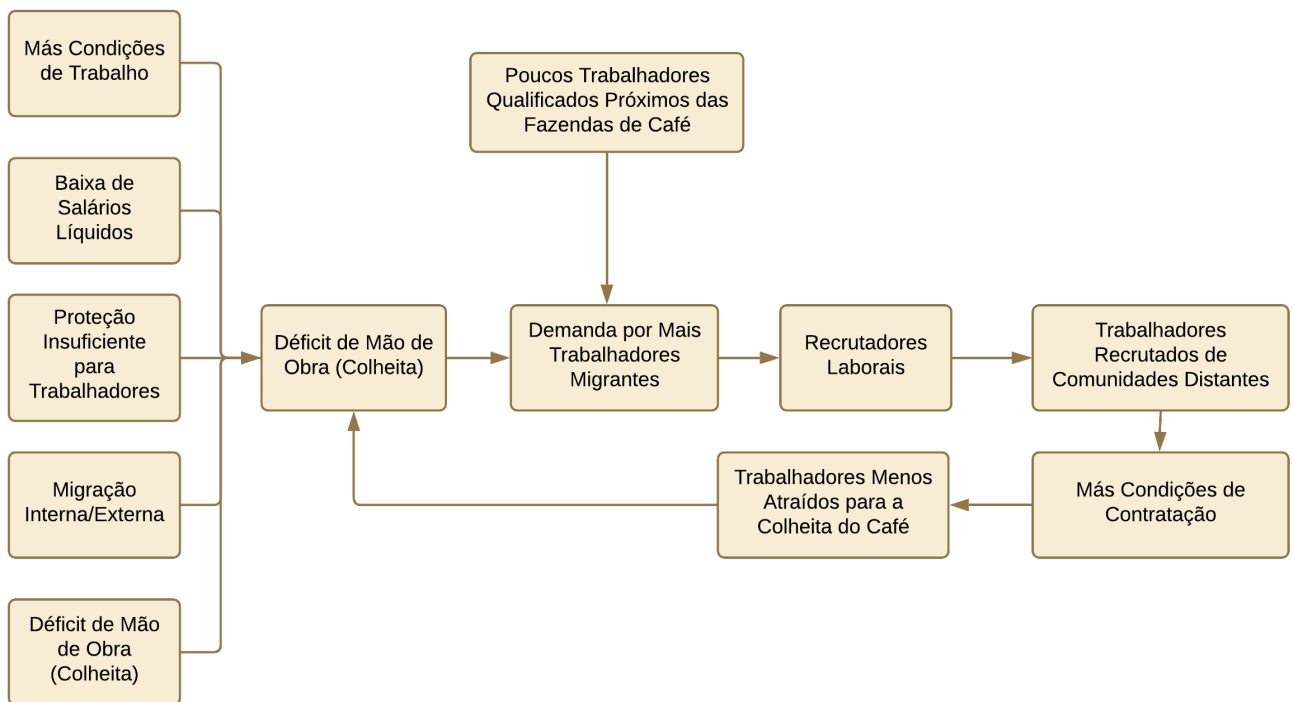 Más Condições
de Trabalho
Baixa de
Salários
Líquidos
Proteção
Insuficiente
para
Trabalhadores
Migração
Interna/Externa
Déficit de Mão
de Obra
(Colheita)
Déficit de Mão de
Obra (Colheita)
Poucos Trabalhadores
Qualificados Próximos das
Fazendas de Café
Demanda por Mais
Trabalhadores
Migrantes
Recrutadores
Laborais
Trabalhadores
Recrutados de
Comunidades Distantes
Más Condições de
Contratação
Trabalhadores Menos
Atraídos para a
Colheita do Café